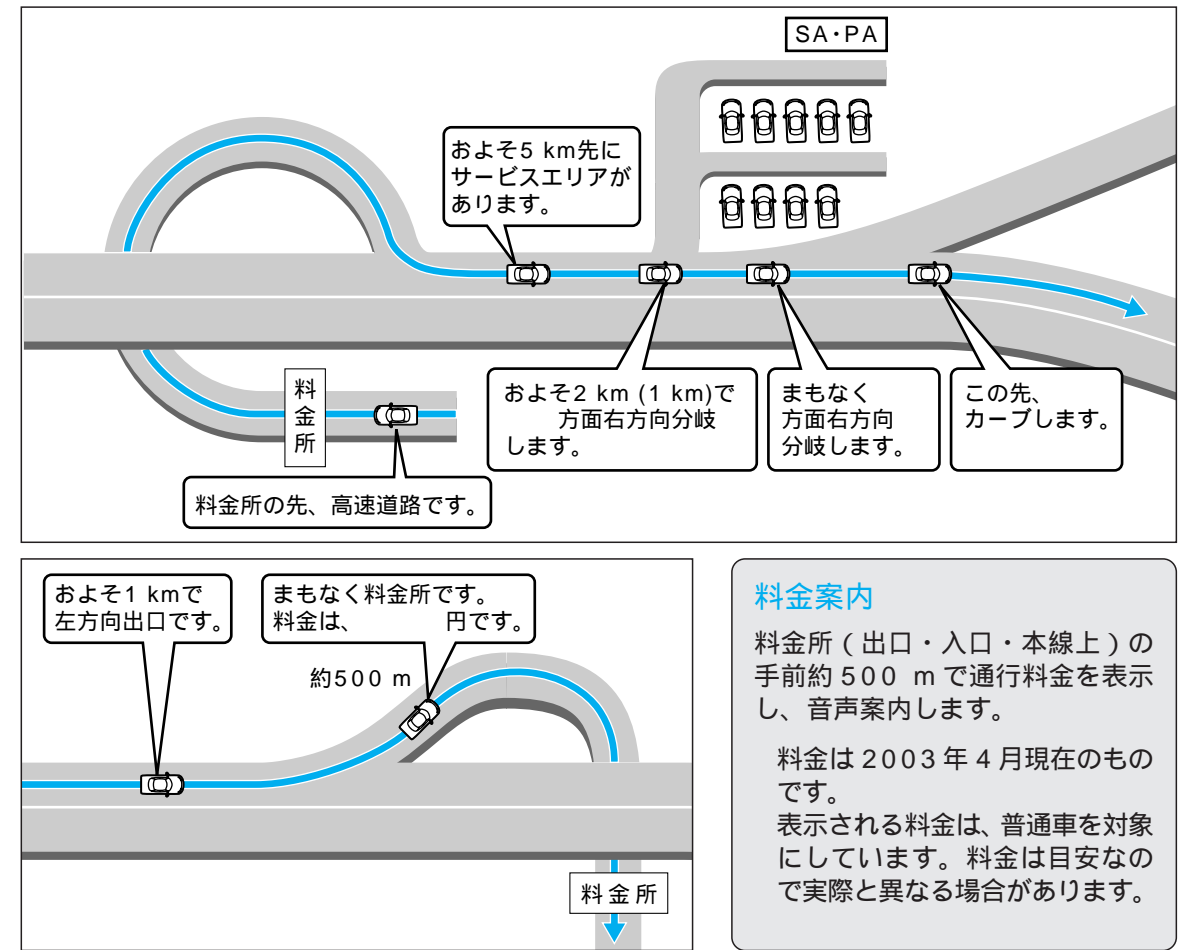 SA・PA
およそ5 km先に
サービスエリアが
あります。
料
金
所
およそ2 km (1 km)で
方面右方向分岐
します。
まもなく
方面右方向
分岐します。
この先、
カーブします。
料金所の先、高速道路です。
およそ1 kmで
左方向出口です。
まもなく料金所です。
料金は、 円です。
約500 m
料金所
料金案内
料金所(出口・入口・本線上)の
手前約500 mで通行料金を表示
し、音声案内します。
料金は2003年4月現在のもの
です。
表示される料金は、普通車を対象
にしています。料金は目安なの
で実際と異なる場合があります。